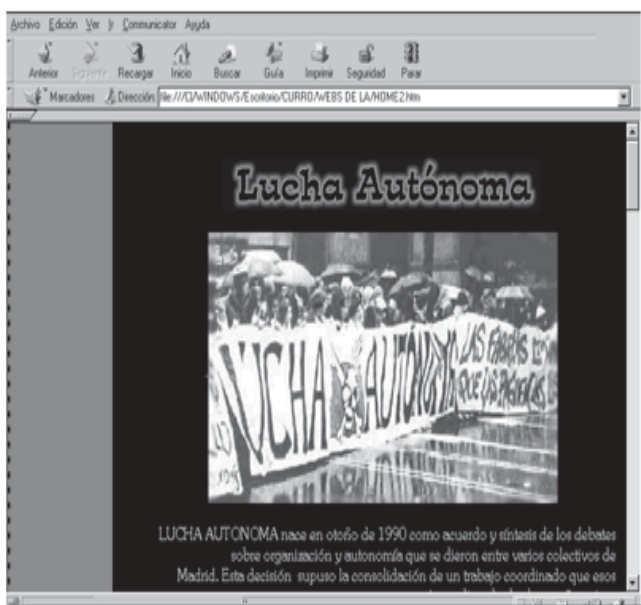 Archivo Edición Ver Ir Communicator Ayuda
Anterior Siguiente Recargar Inicio Buscar Guía Imprimir Seguridad Parar
Marcadores Dirección: file:///C|/WINDOWS/Escritorio/CURRO/WEBS DE LA/HOME2.htm
Lucha Autónoma
LUCHA AUTÓNOMA
LAS
QUE
LUCHA AUTONOMA nace en otoño de 1990 como acuerdo y síntesis de los debates
sobre organización y autonomía que se dieron entre varios colectivos de
Madrid. Esta decisión supuso la consolidación de un trabajo coordinado que esos